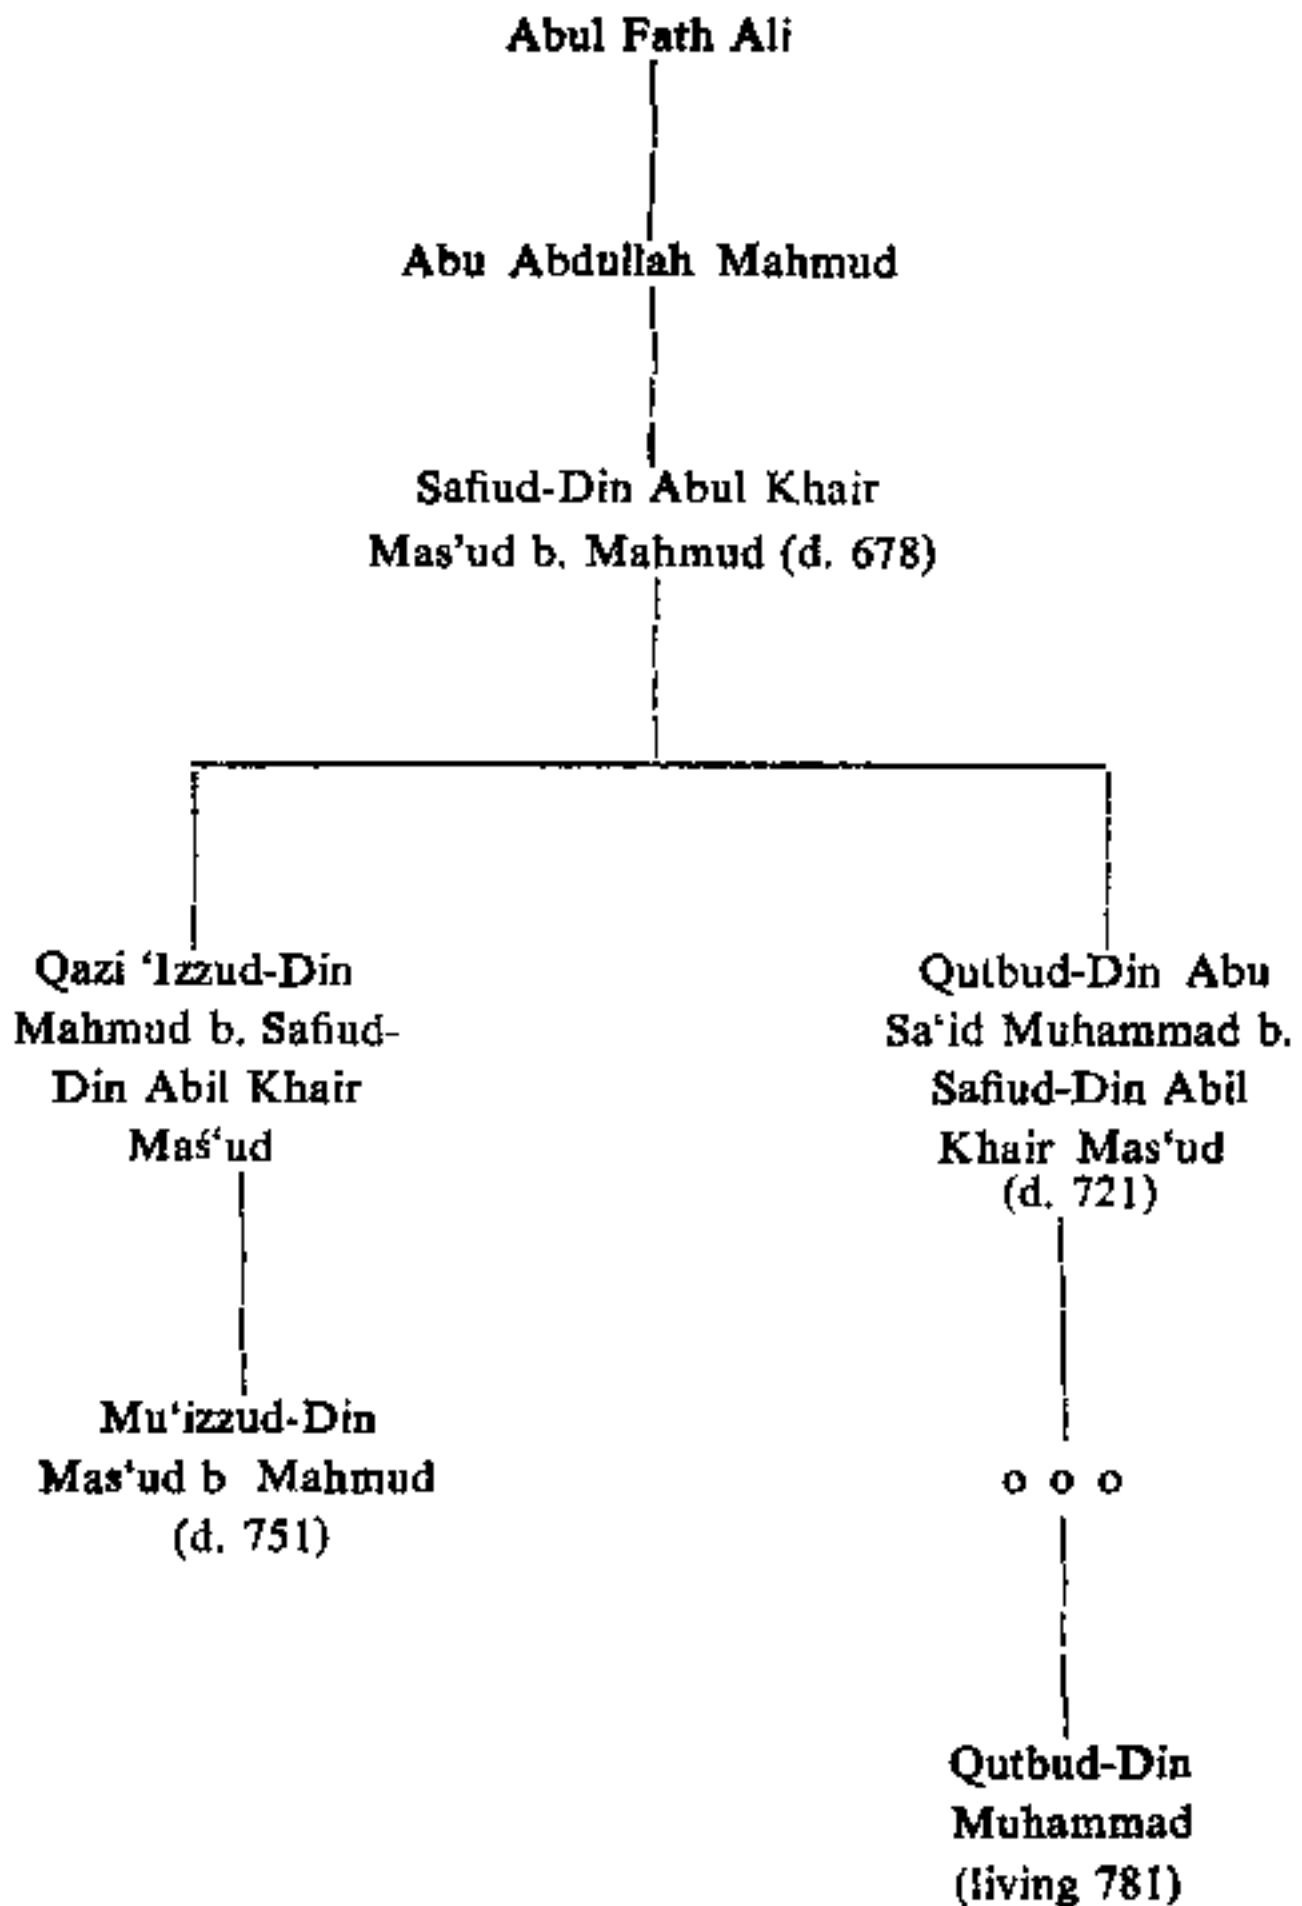 Abul Fath Ali
Abu Abdullah Mahmud
Safiud-Din Abul Khair
Mas'ud b. Mahmud (d. 678)
Qazi ‘Izzud-Din
Mahmud b. Safiud-
Din Abil Khair
Mas‘ud
Qutbud-Din Abu
Sa‘id Muhammad b.
Safiud-Din Abil
Khair Mas‘ud
(d. 721)
Mu‘izzud-Din
Mas‘ud b Mahmud
(d. 751)
o o o
Qutbud-Din
Muhammad
(living 781)